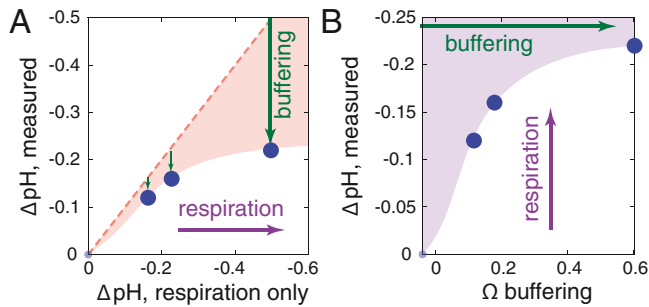 A
-0.5
-0.4
-0.2
-0.1
0
ΔpH, measured
buffering
respiration
0
-0.2
-0.4
-0.6
ΔpH, respiration only
B
-0.25
-0.2
-0.15
-0.1
-0.05
0
ΔpH, measured
buffering
respiration
0
0.2
0.4
0.6
Ω buffering